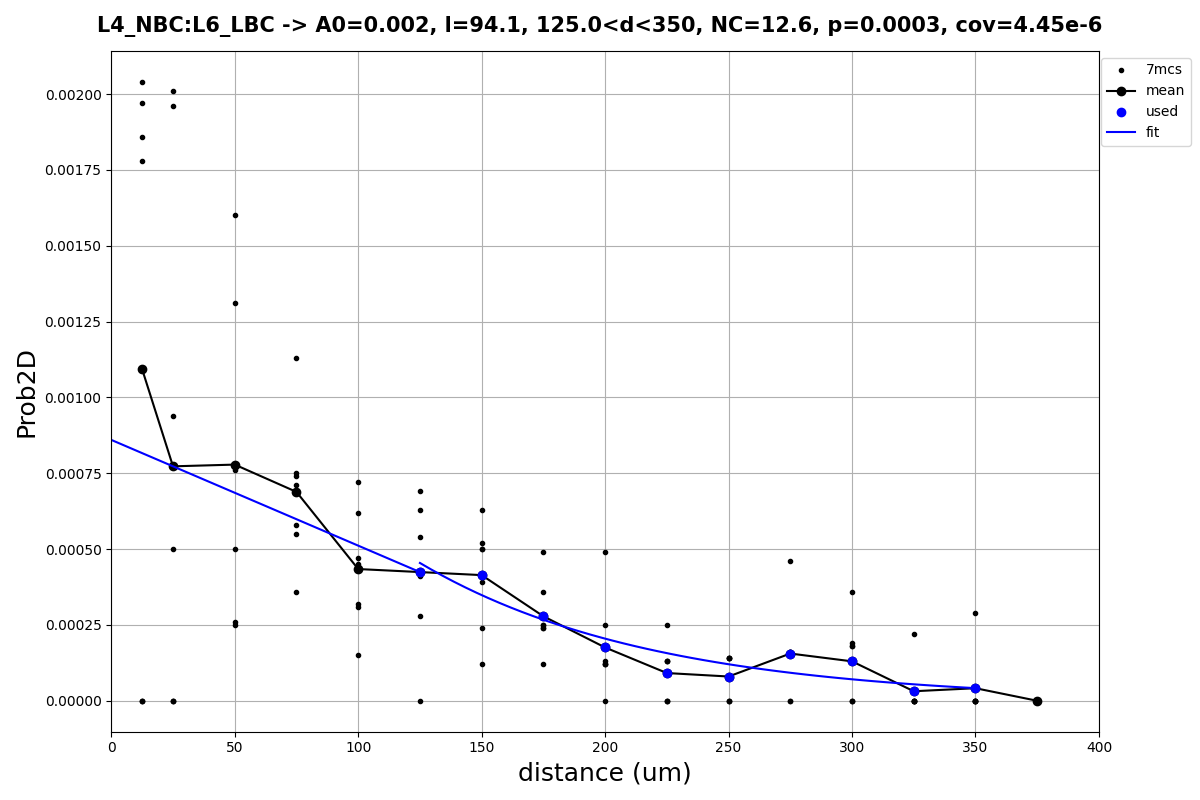 L4_NBC:L6_LBC -> A0=0.002, l=94.1, 125.0<d<350, NC=12.6, p=0.0003, cov=4.45e-6
7mcs
mean
used
fit
0.00200
0.00175
0.00150
0.00125
0.00100
0.00075
0.00050
0.00025
0.00000
Prob2D
0 50 100 150 200 250 300 350 400
distance (um)